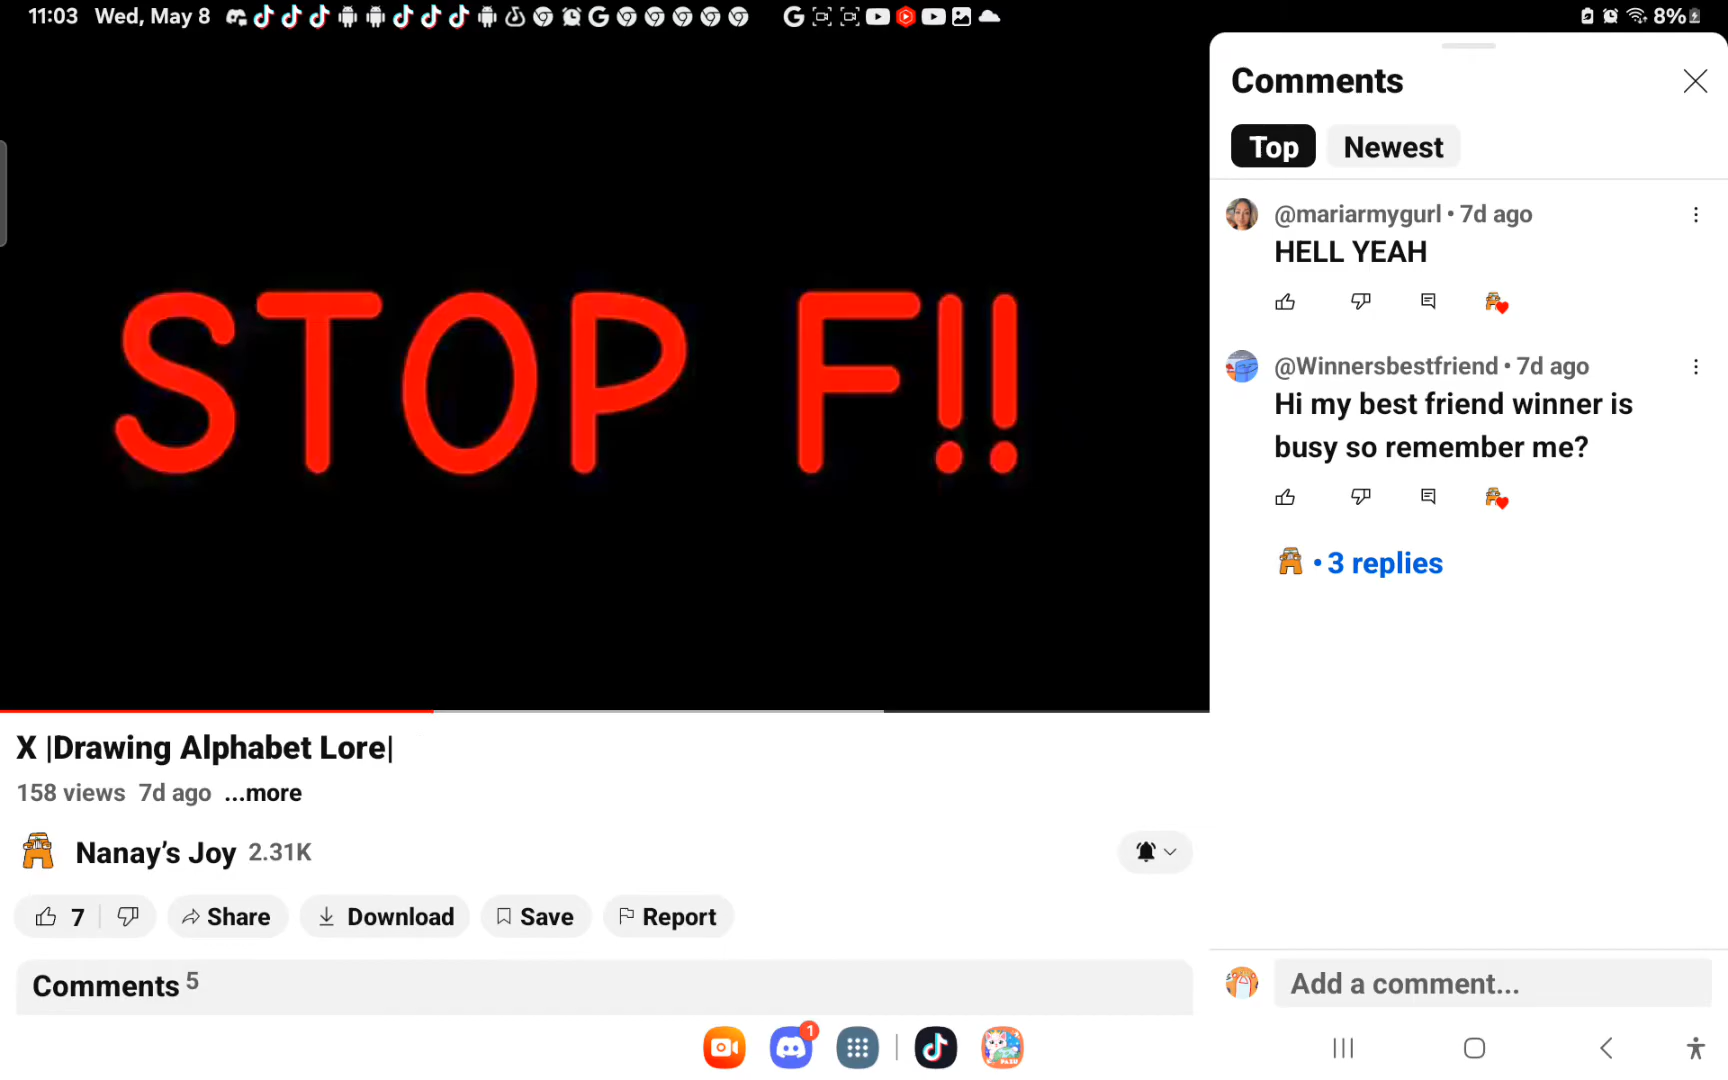 11:03 Wed, May 8
8%
STOP F!!
X |Drawing Alphabet Lore|
158 views 7d ago ...more
Nanay's Joy 2.31K
7 Share Download Save Report
Comments 5
Comments
Top Newest
@mariarmygurl • 7d ago
HELL YEAH
@Winnersbestfriend • 7d ago
Hi my best friend winner is
busy so remember me?
• 3 replies
Add a comment...
1